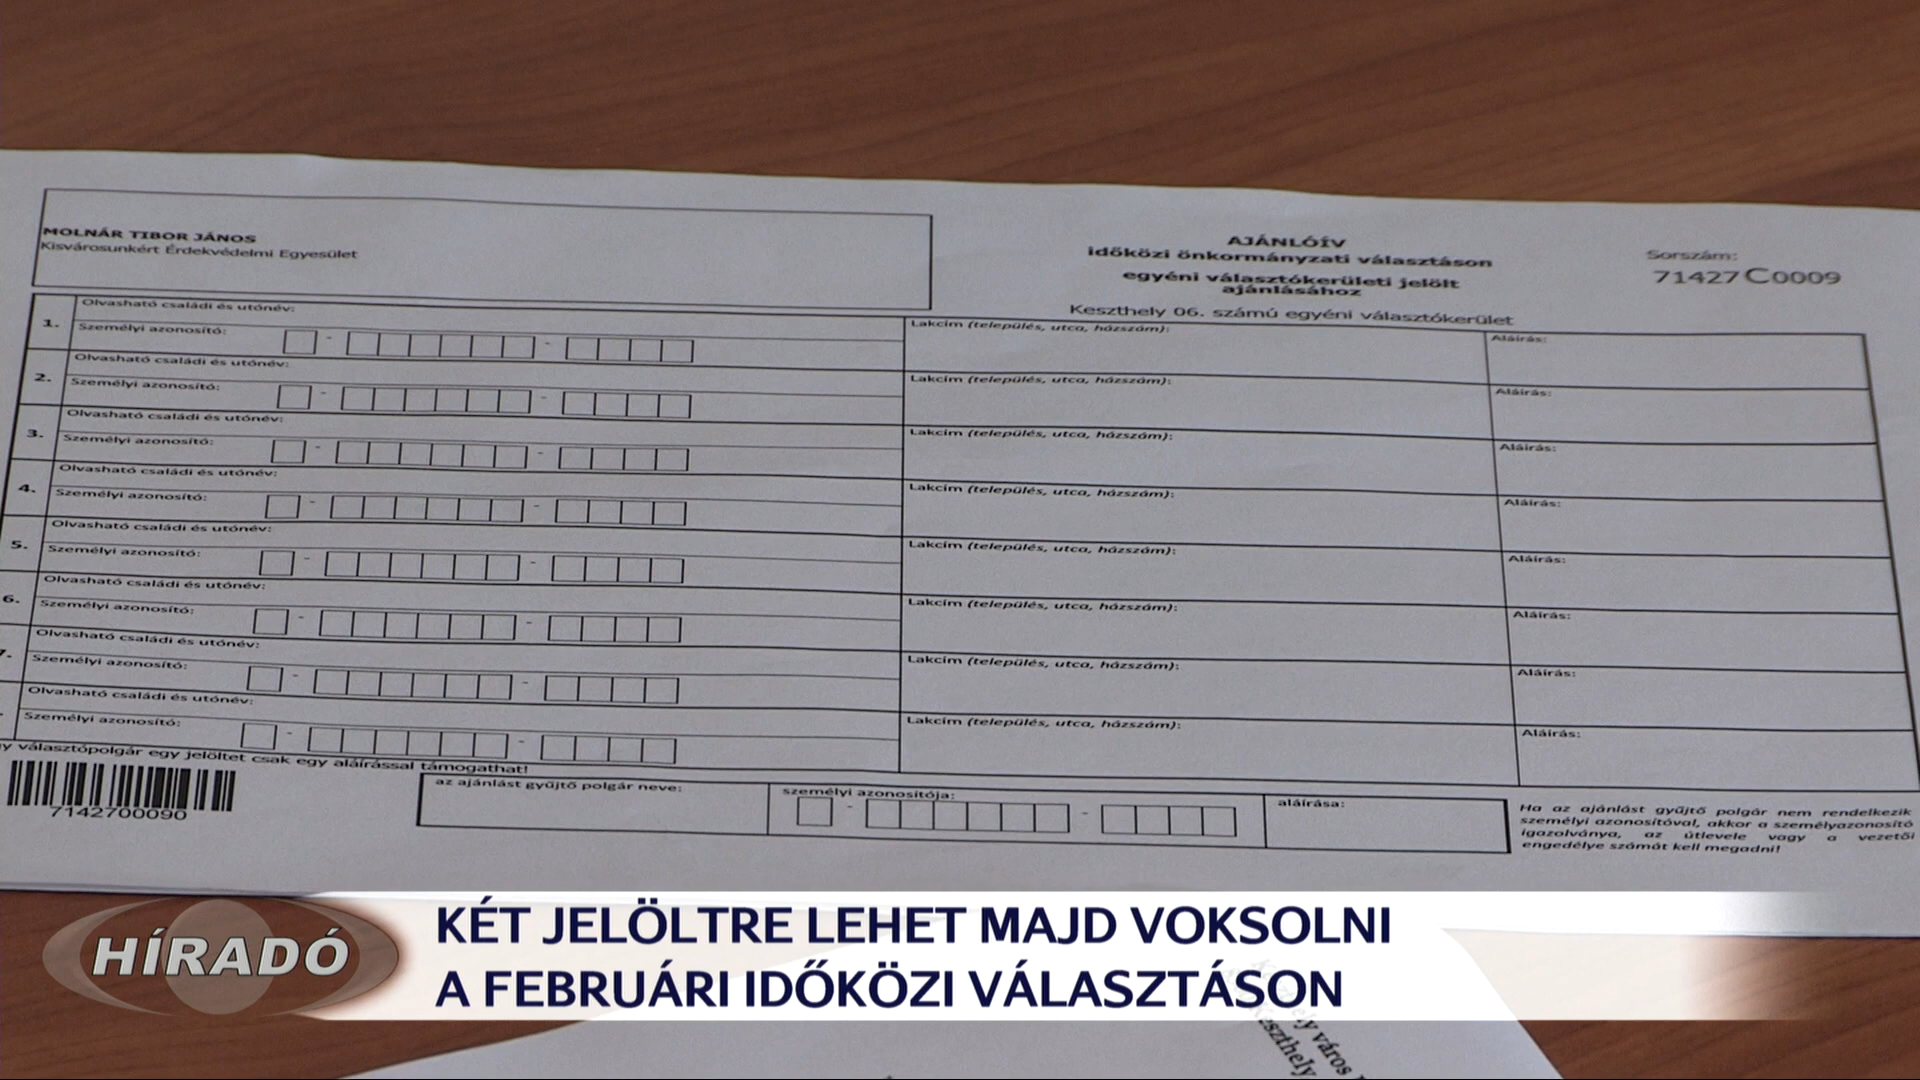 MOLNÁR TIBOR JÁNOS
Kisvárosunkért Érdekvédelmi Egyesület
AJÁNLÓÍV
időközi önkormányzati választáson
egyéni választókerületi jelölt
ajánlásához
Keszthely 06. számú egyéni választókerület
Sorszám:
71427C0009
1.
Olvasható családi és utónév:
Személyi azonosító:
Lakcím (település, utca, házszám):
Aláírás:
2.
Olvasható családi és utónév:
Személyi azonosító:
Lakcím (település, utca, házszám):
Aláírás:
3.
Olvasható családi és utónév:
Személyi azonosító:
Lakcím (település, utca, házszám):
Aláírás:
4.
Olvasható családi és utónév:
Személyi azonosító:
Lakcím (település, utca, házszám):
Aláírás:
5.
Olvasható családi és utónév:
Személyi azonosító:
Lakcím (település, utca, házszám):
Aláírás:
6.
Olvasható családi és utónév:
Személyi azonosító:
Lakcím (település, utca, házszám):
Aláírás:
7.
Olvasható családi és utónév:
Személyi azonosító:
Lakcím (település, utca, házszám):
Aláírás:
Olvasható családi és utónév:
Személyi azonosító:
Lakcím (település, utca, házszám):
Aláírás:
y választópolgár egy jelöltet csak egy aláírással támogathat!
7142700090
az ajánlást gyűjtő polgár neve:
személyi azonosítója:
aláírása:
Ha az ajánlást gyűjtő polgár nem rendelkezik
személyi azonosítóval, akkor a személyazonosító
igazolványa, az útlevele vagy a vezetői
engedélye számát kell megadni!
HÍRADÓ
KÉT JELÖLTRE LEHET MAJD VOKSOLNI
A FEBRUÁRI IDŐKÖZI VÁLASZTÁSON
ly város
Keszthely